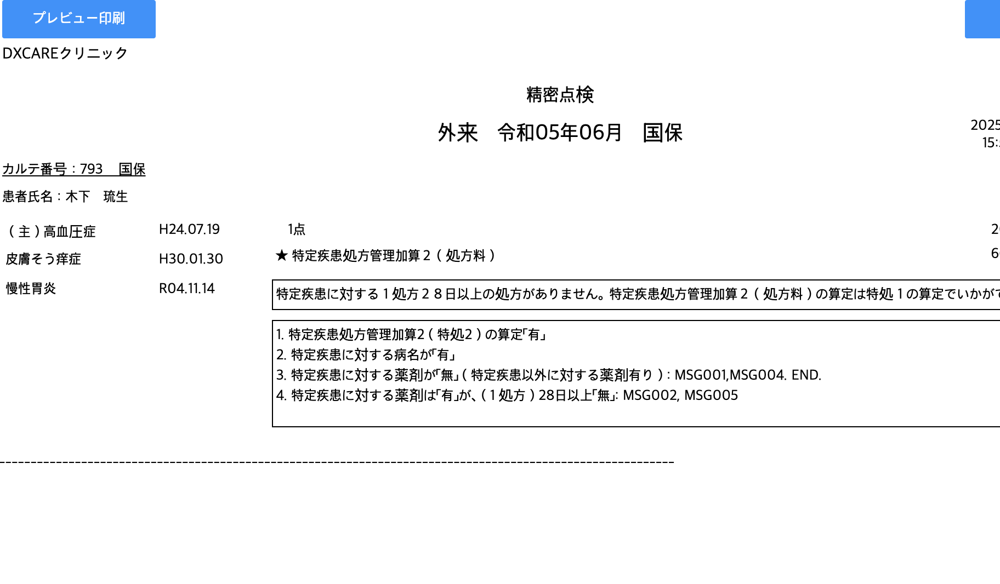 プレビュー印刷
DXCAREクリニック
精密点検
外来　令和05年06月　国保
2025
15:
カルテ番号：793　国保
患者氏名：木下　琉生
（主）高血圧症　H24.07.19　1点
皮膚そう痒症　H30.01.30　★ 特定疾患処方管理加算２（処方料）
慢性胃炎　R04.11.14
特定疾患に対する１処方２８日以上の処方がありません。特定疾患処方管理加算２（処方料）の算定は特処１の算定でいかがで
1. 特定疾患処方管理加算2（特処2）の算定「有」
2. 特定疾患に対する病名が「有」
3. 特定疾患に対する薬剤が「無」（特定疾患以外に対する薬剤有り）: MSG001,MSG004. END.
4. 特定疾患に対する薬剤は「有」が、（１処方）28日以上「無」: MSG002, MSG005